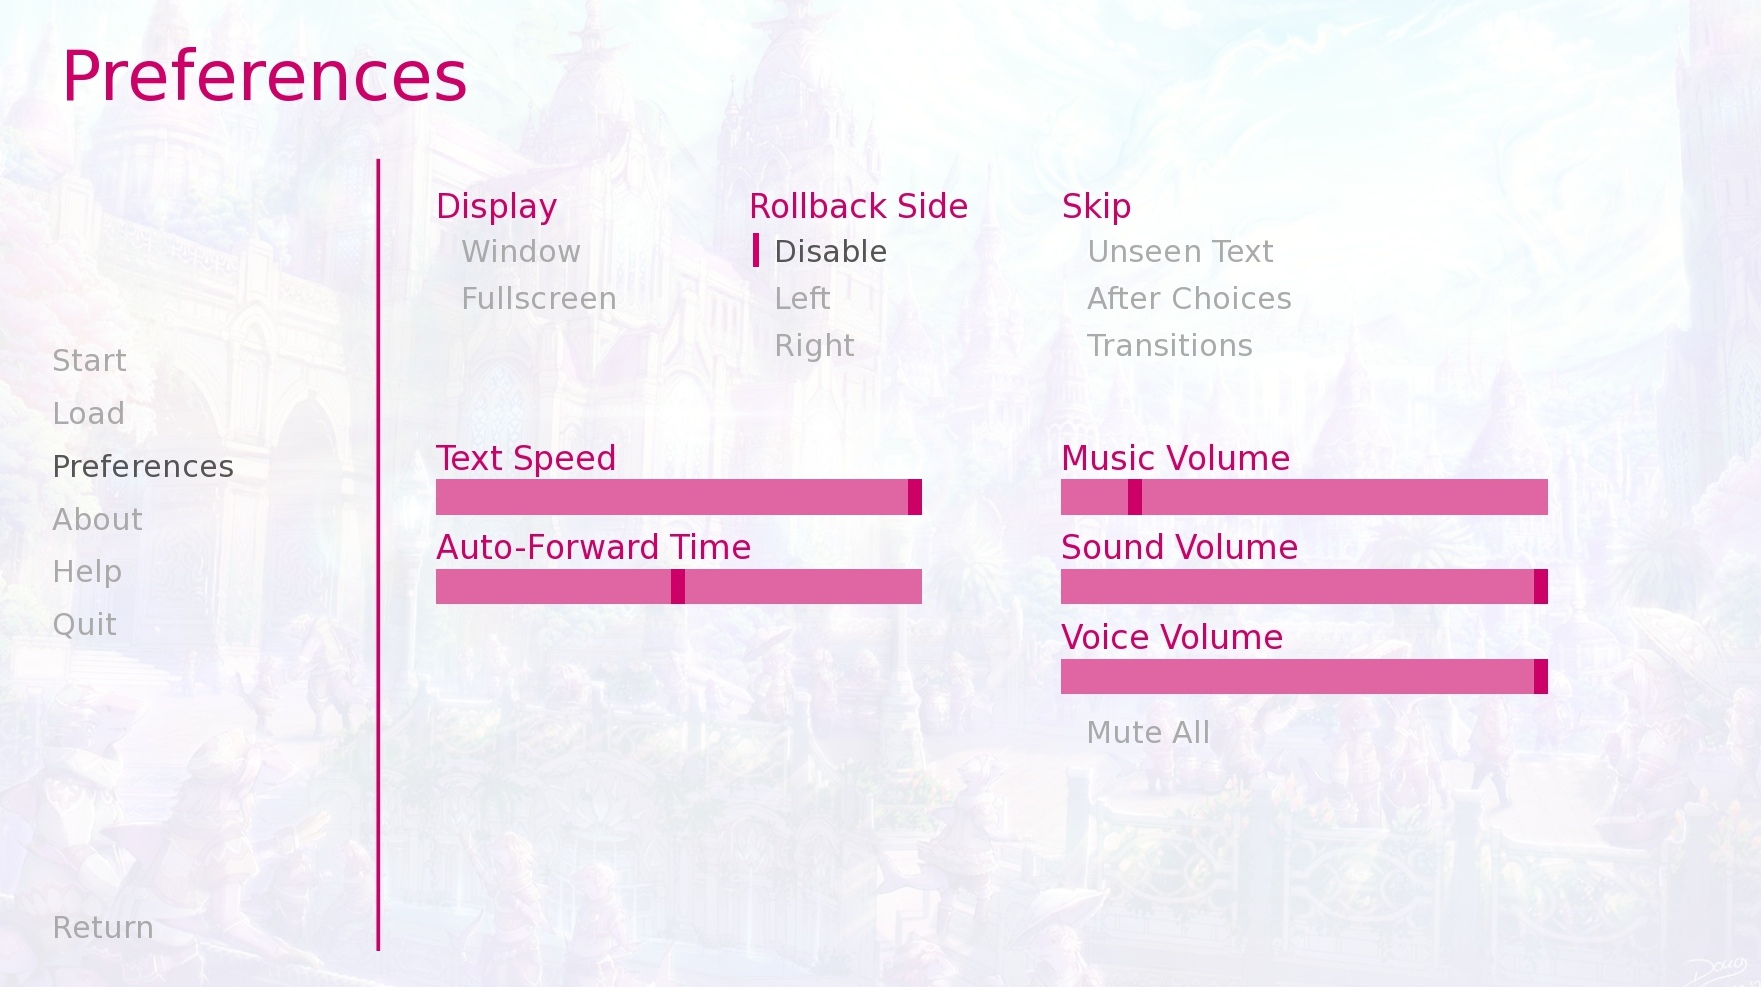 Preferences
Start
Load
Preferences
About
Help
Quit
Return
Display
Window
Fullscreen
Rollback Side
Disable
Left
Right
Skip
Unseen Text
After Choices
Transitions
Text Speed
Auto-Forward Time
Music Volume
Sound Volume
Voice Volume
Mute All